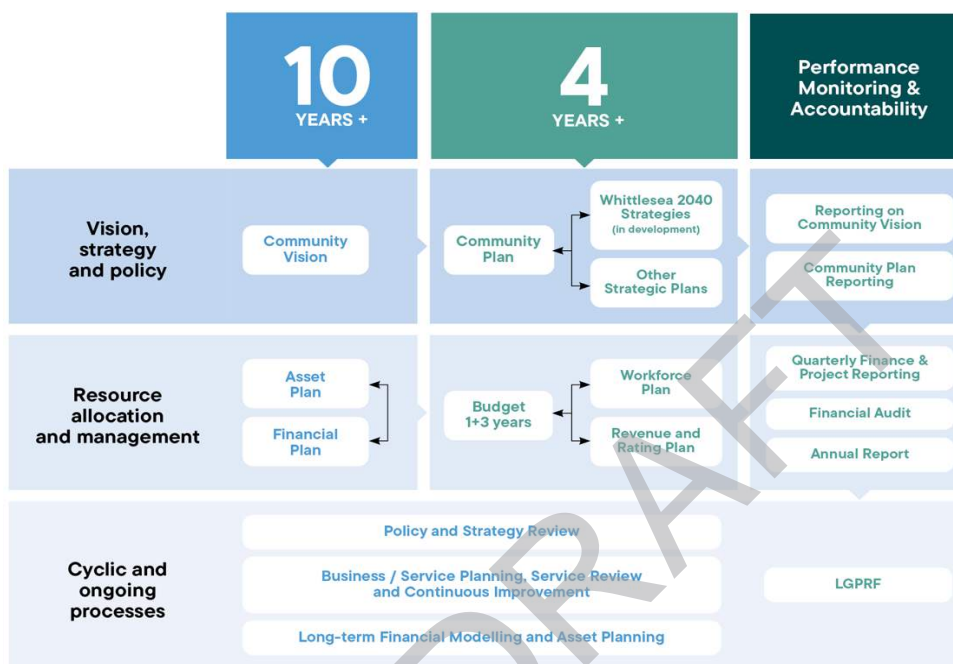 10
YEARS +
4
YEARS +
Performance
Monitoring &
Accountability
Vision,
strategy
and policy
Community
Vision
Community
Plan
Whittlesea 2040
Strategies
(in development)
Other
Strategic Plans
Reporting on
Community Vision
Community Plan
Reporting
Resource
allocation
and management
Asset
Plan
Financial
Plan
Budget
1+3 years
Workforce
Plan
Revenue and
Rating Plan
Quarterly Finance &
Project Reporting
Financial Audit
Annual Report
Cyclic and
ongoing
processes
Policy and Strategy Review
Business / Service Planning, Service Review
and Continuous Improvement
Long-term Financial Modelling and Asset Planning
LGPRF
DRAFT